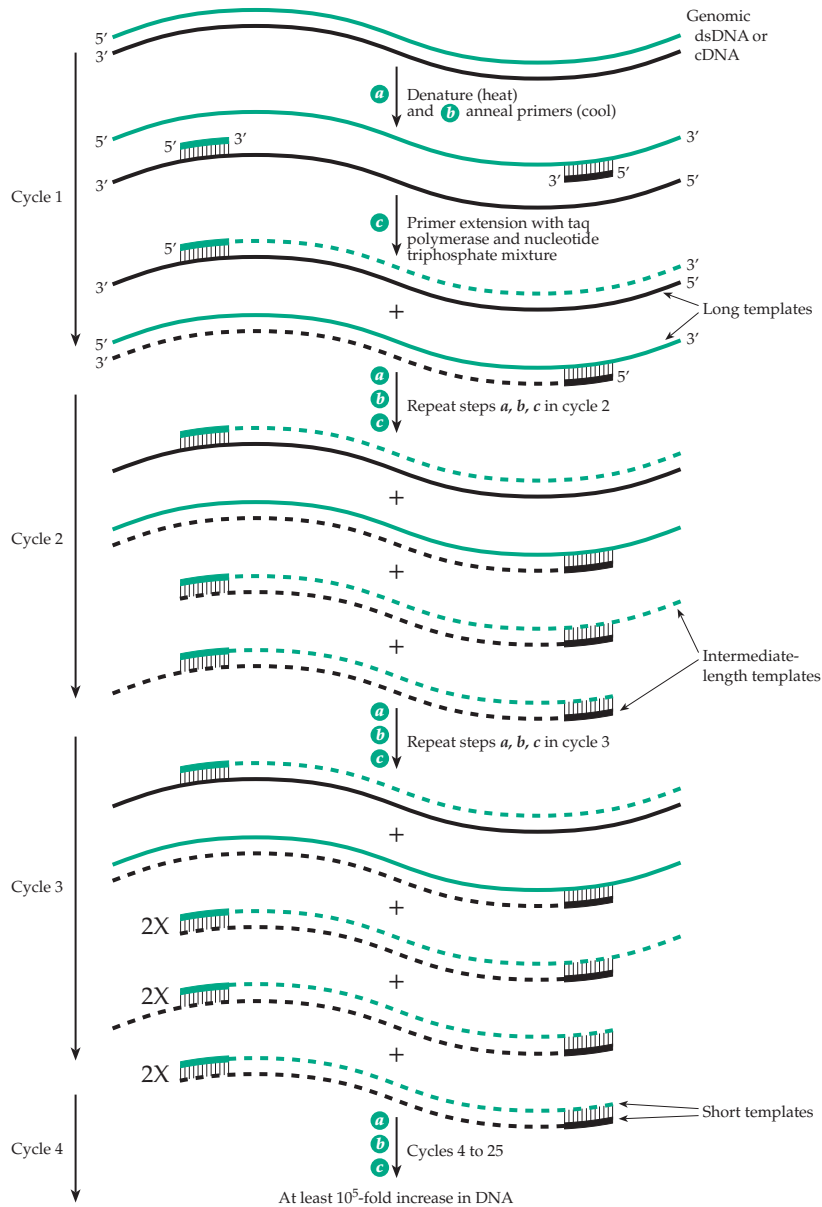 Genomic
dsDNA or
cDNA
5′
3′
a Denature (heat)
and b anneal primers (cool)
5′
5′
3′
3′
3′
5′
3′
5′
Cycle 1
c Primer extension with taq
polymerase and nucleotide
triphosphate mixture
5′
3′
3′
5′
+
Long templates
5′
3′
3′
5′
a
b
c
Repeat steps a, b, c in cycle 2
+
Cycle 2
+
+
Intermediate-
length templates
a
b
c
Repeat steps a, b, c in cycle 3
+
Cycle 3
+
2X
+
2X
+
2X
Short templates
Cycle 4
a
b
c
Cycles 4 to 25
At least 10⁵-fold increase in DNA